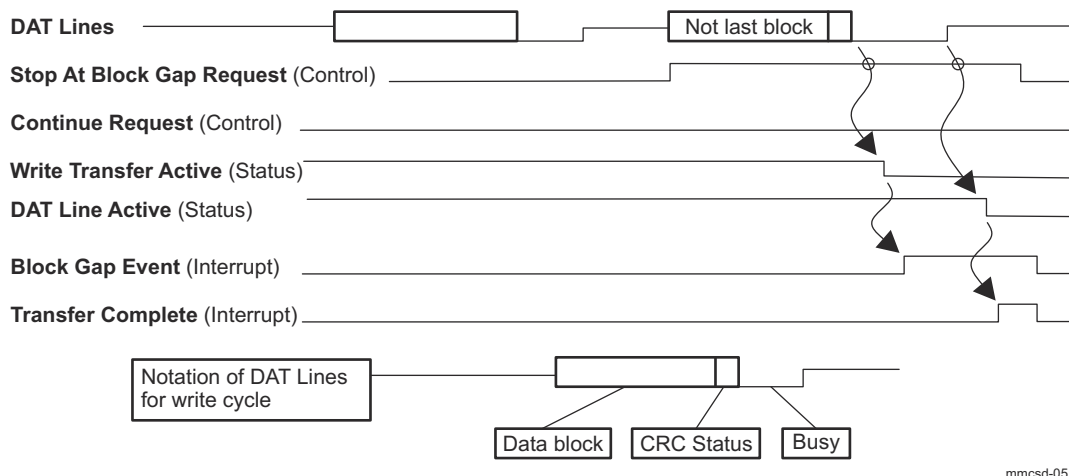 DAT Lines
Not last block
Stop At Block Gap Request (Control)
Continue Request (Control)
Write Transfer Active (Status)
DAT Line Active (Status)
Block Gap Event (Interrupt)
Transfer Complete (Interrupt)
Notation of DAT Lines
for write cycle
Data block
CRC Status
Busy
mmcsd-05